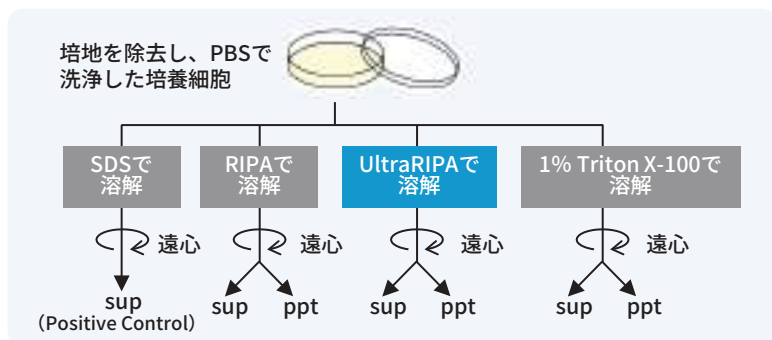 培地を除去し、PBSで
洗浄した培養細胞
SDSで
溶解
RIPAで
溶解
UltraRIPAで
溶解
1% Triton X-100で
溶解
遠心
遠心
遠心
遠心
sup
（Positive Control）
sup
ppt
sup
ppt
sup
ppt